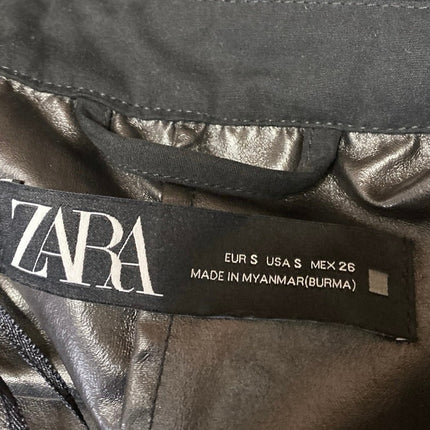 ZARA
EUR S USA S MEX 26
MADE IN MYANMAR(BURMA)